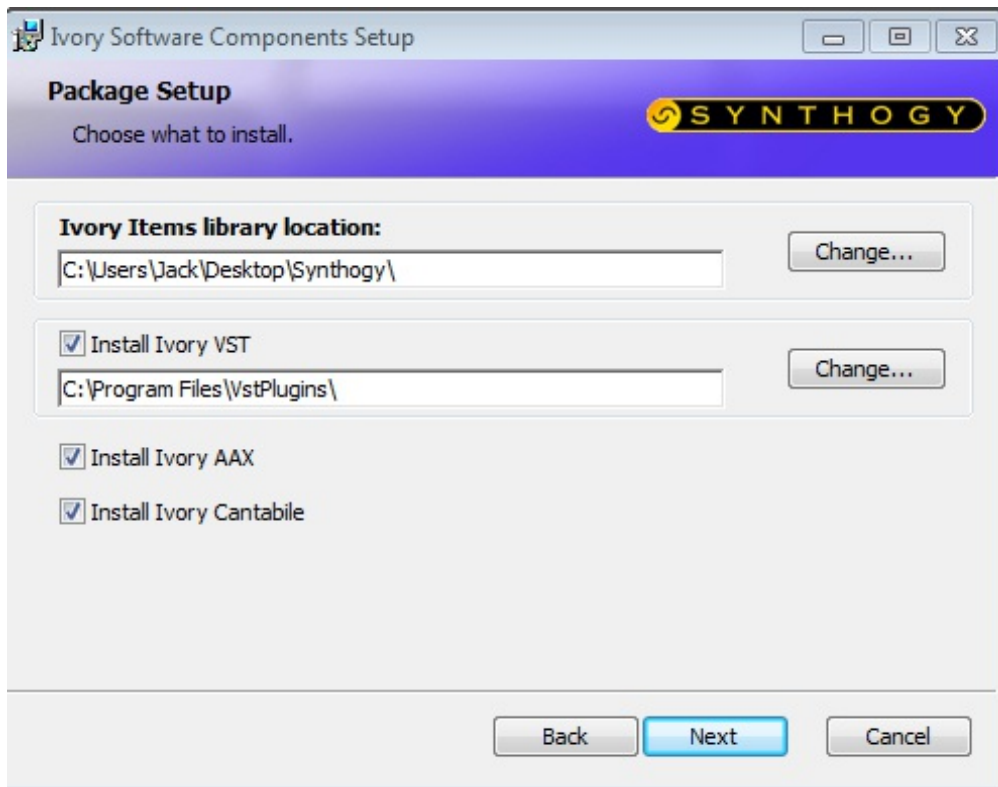 Ivory Software Components Setup
Package Setup
Choose what to install.
SYNTHOGY
Ivory Items library location:
C:\Users\Jack\Desktop\Synthogy\
Change...
Install Ivory VST
C:\Program Files\VstPlugins\
Change...
Install Ivory AAX
Install Ivory Cantabile
Back
Next
Cancel